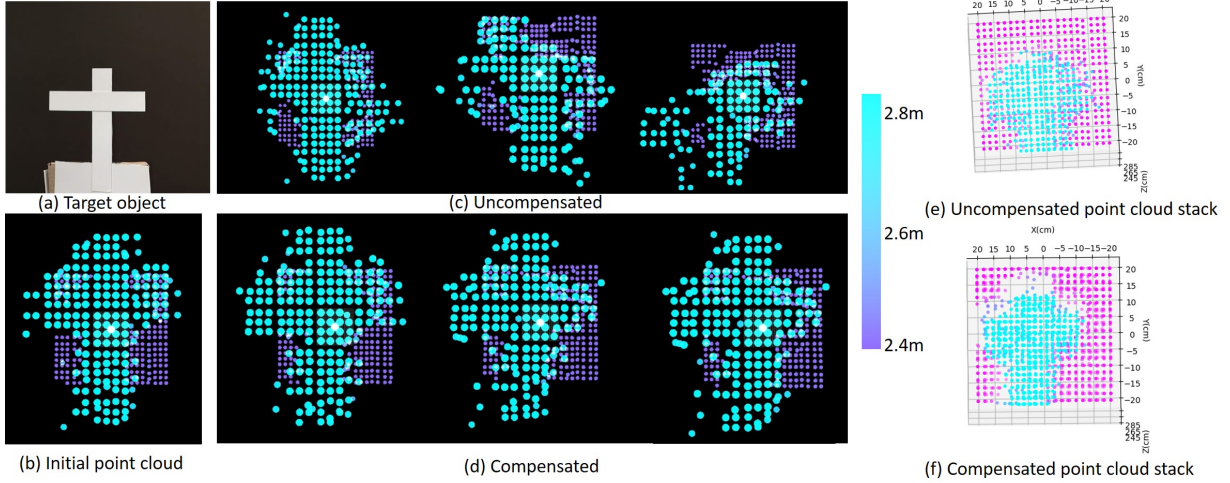 (a) Target object
(b) Initial point cloud
(c) Uncompensated
(d) Compensated
2.8m
2.6m
2.4m
20 15 10 5 0 -5-10-15-20
20
15
10
5
0
-5
-10
-15
-20
Y(cm)
285
265
245
Z(cm)
(e) Uncompensated point cloud stack
X(cm)
20 15 10 5 0 -5 -10 -15 -20
20
15
10
5
0
-5
-10
-15
-20
Y(cm)
285
265
245
Z(cm)
(f) Compensated point cloud stack